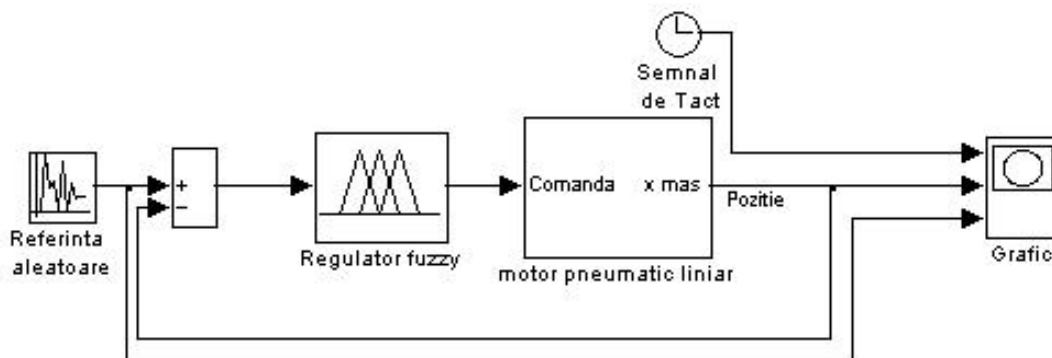 Semnal
de Tact
Comanda
x mas
Pozitie
+
−
Referinta
aleatoare
Regulator fuzzy
motor pneumatic liniar
Grafic